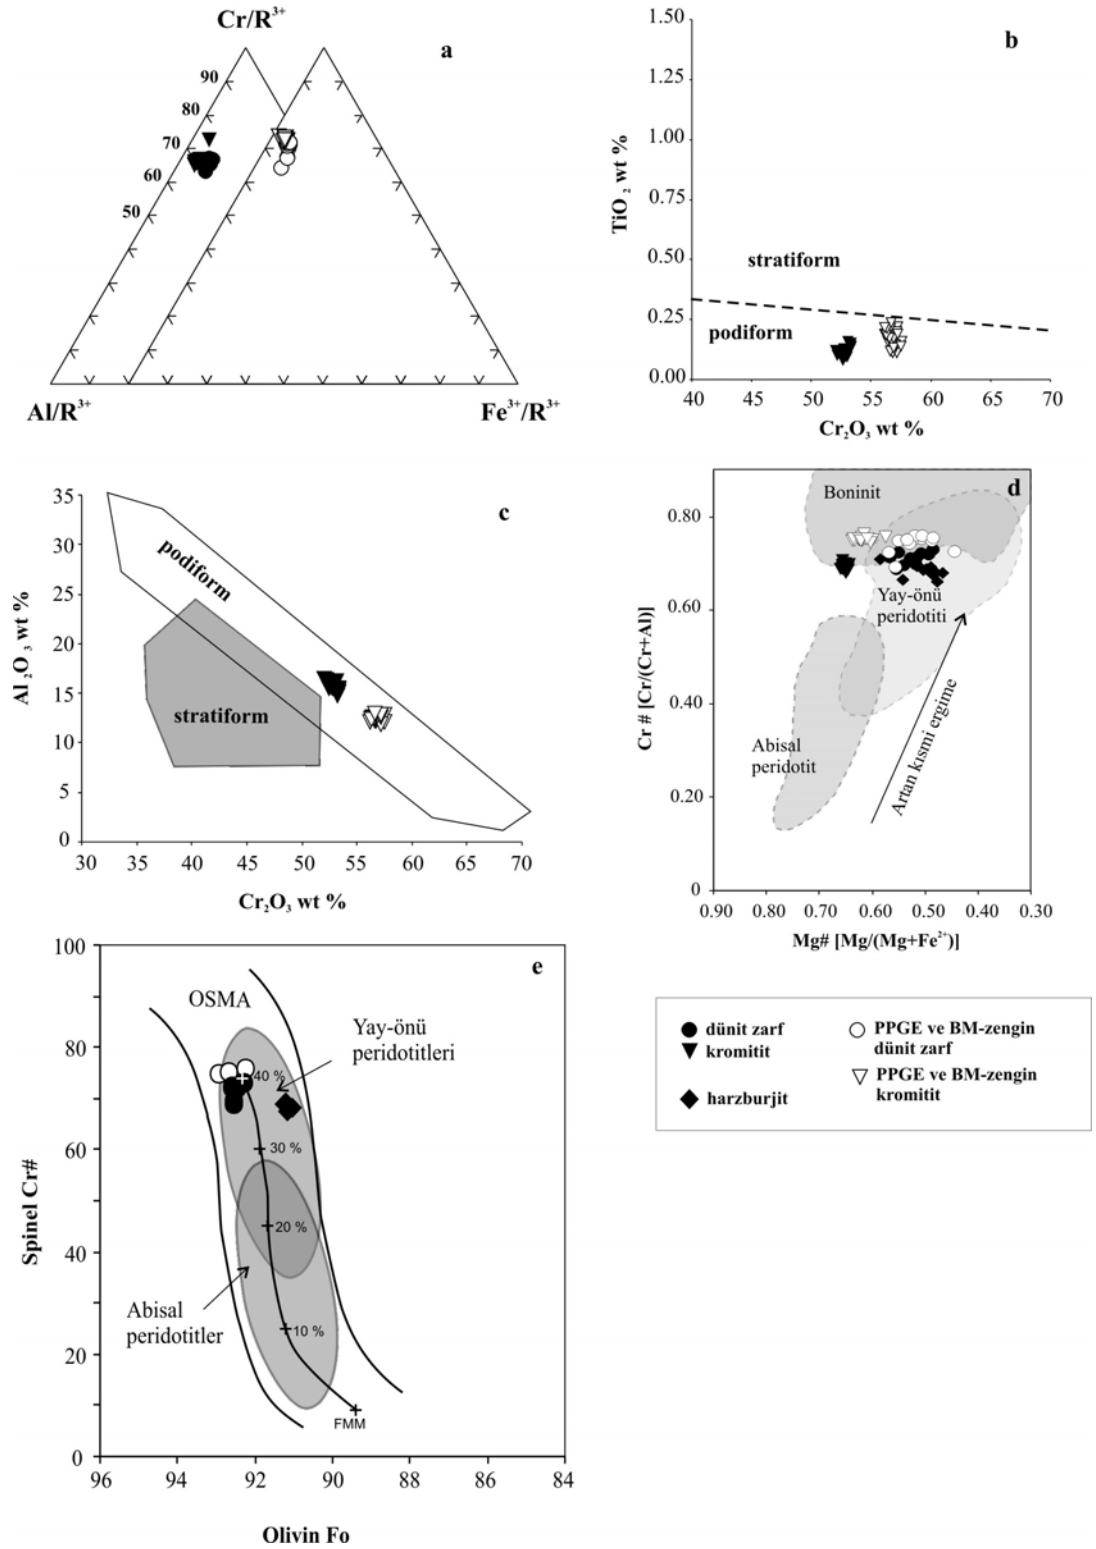 Cr/R³⁺
a
90
80
70
60
50
Al/R³⁺
Fe³⁺/R³⁺
b
1.50
1.25
1.00
0.75
0.50
0.25
0.00
TiO₂ wt %
stratiform
podiform
40 45 50 55 60 65 70
Cr₂O₃ wt %
c
35
30
25
20
15
10
5
0
Al₂O₃ wt %
podiform
stratiform
30 35 40 45 50 55 60 65 70
Cr₂O₃ wt %
d
Boninit
0.80
0.60
0.40
0.20
0
Cr # [Cr/(Cr+Al)]
Yay-önü
peridotiti
Abisal
peridotit
Artan kısmi ergime
0.90 0.80 0.70 0.60 0.50 0.40 0.30
Mg# [Mg/(Mg+Fe²⁺)]
e
100
80
60
40
20
0
Spinel Cr#
OSMA
Yay-önü
peridotitleri
40 %
30 %
20 %
10 %
FMM
Abisal
peridotitler
96 94 92 90 88 86 84
Olivin Fo
dünit zarf
kromitit
harzburjit
PPGE ve BM-zengin
dünit zarf
PPGE ve BM-zengin
kromitit